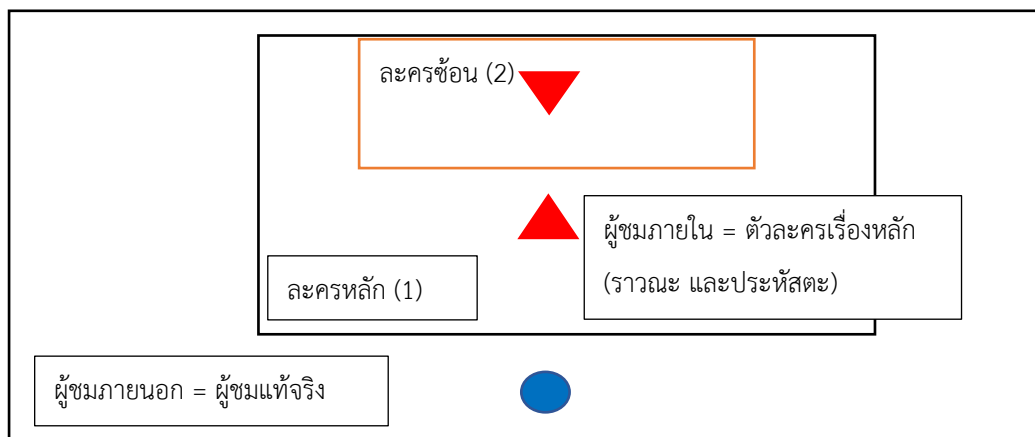 ละครซ้อน (2)
ผู้ชมภายใน = ตัวละครเรื่องหลัก
(ราวณะ และประหัสตะ)
ละครหลัก (1)
ผู้ชมภายนอก = ผู้ชมแท้จริง